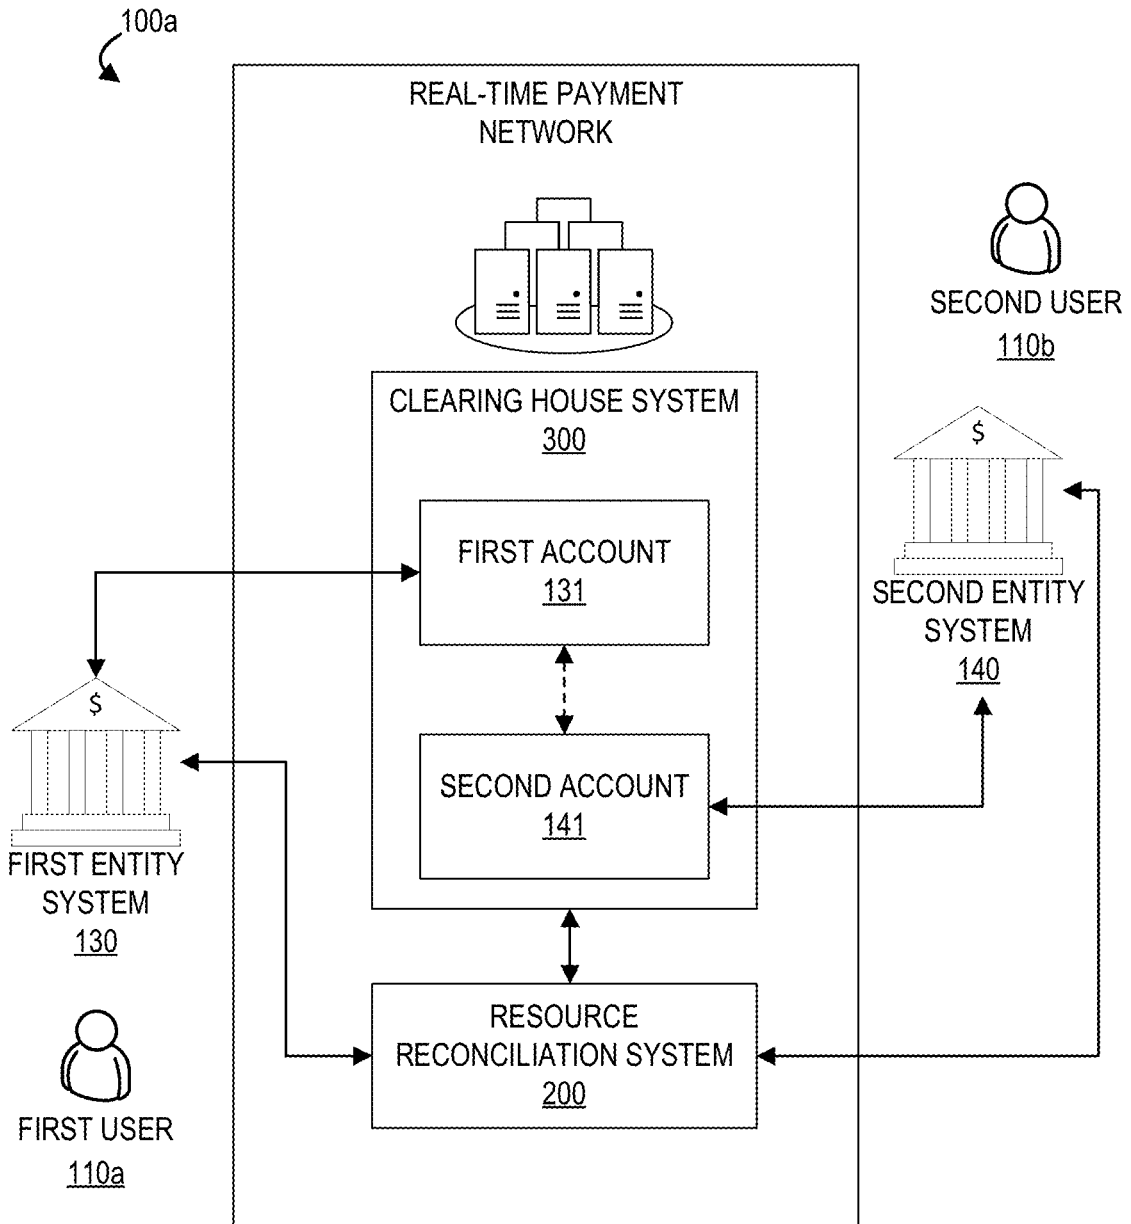 100a
REAL-TIME PAYMENT
NETWORK
SECOND USER
110b
CLEARING HOUSE SYSTEM
300
$
FIRST ACCOUNT
131
SECOND ENTITY
SYSTEM
140
$
SECOND ACCOUNT
141
FIRST ENTITY
SYSTEM
130
RESOURCE
RECONCILIATION SYSTEM
200
FIRST USER
110a